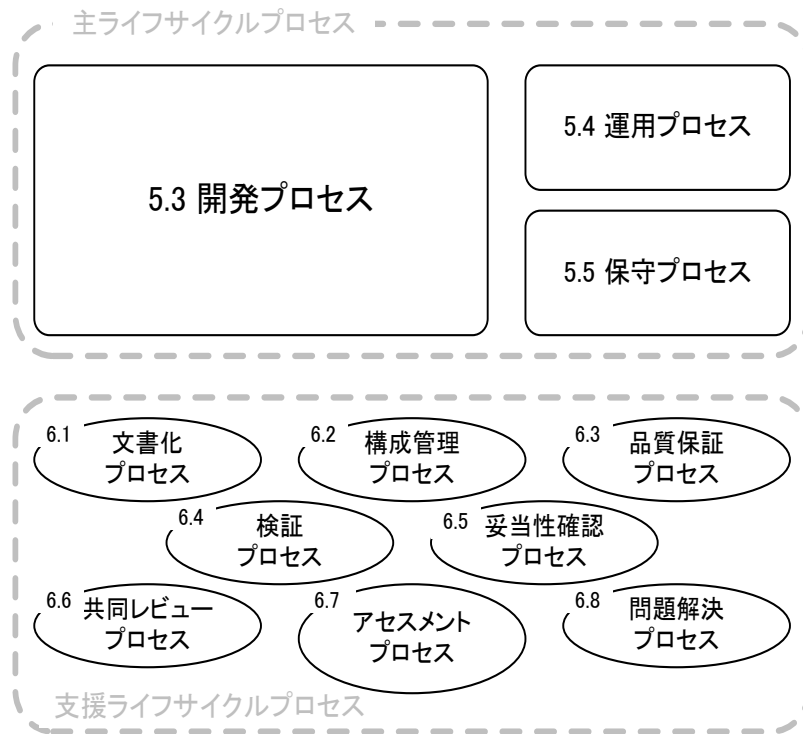 主ライフサイクルプロセス
5.3 開発プロセス
5.4 運用プロセス
5.5 保守プロセス
6.1
文書化
プロセス
6.2
構成管理
プロセス
6.3
品質保証
プロセス
6.4
検証
プロセス
6.5
妥当性確認
プロセス
6.6
共同レビュー
プロセス
6.7
アセスメント
プロセス
6.8
問題解決
プロセス
支援ライフサイクルプロセス